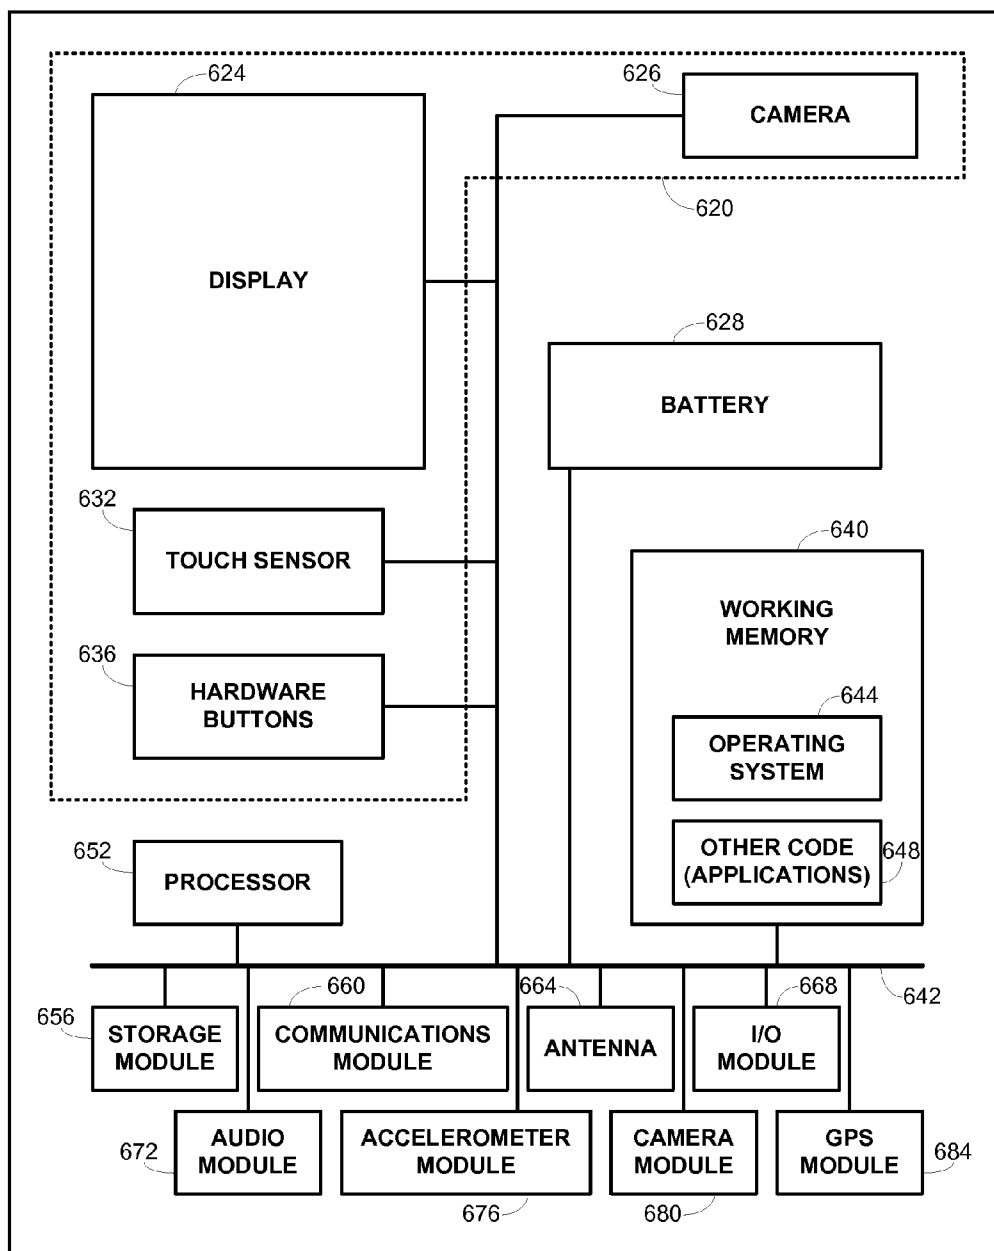 624
626
CAMERA
620
DISPLAY
628
BATTERY
632
TOUCH SENSOR
640
WORKING
MEMORY
636
HARDWARE
BUTTONS
644
OPERATING
SYSTEM
652
PROCESSOR
OTHER CODE
(APPLICATIONS)
648
642
656
STORAGE
MODULE
660
COMMUNICATIONS
MODULE
664
ANTENNA
668
I/O
MODULE
672
AUDIO
MODULE
ACCELEROMETER
MODULE
676
CAMERA
MODULE
680
GPS
MODULE
684